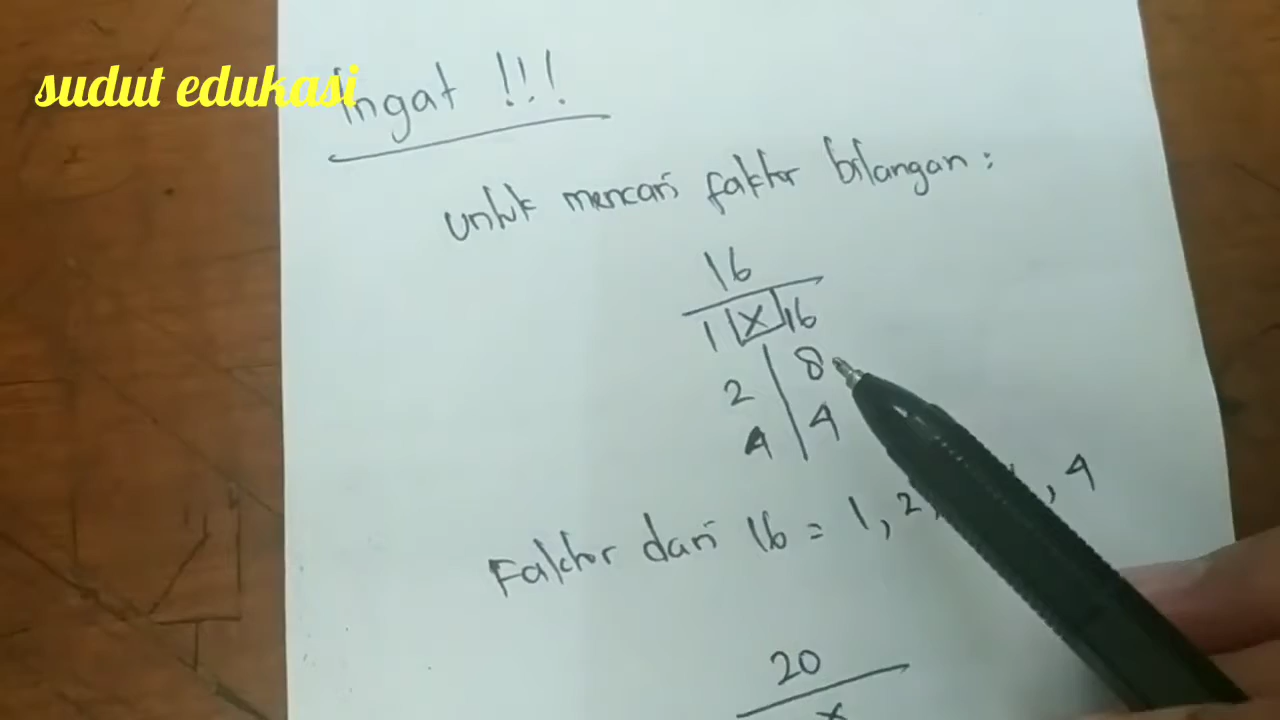 sudut edukasi
Ingat !!!
untuk mencari faktor bilangan :
16
1 x 16
2 8
4 4
Faktor dari 16 = 1, 2, , 4
20
x